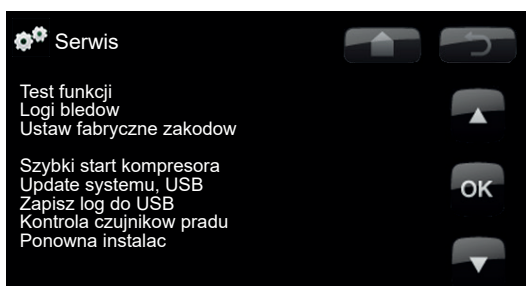 Serwis
Test funkcji
Logi bledow
Ustaw fabryczne zakodow
Szybki start kompresora
Update systemu, USB
OK
Zapisz log do USB
Kontrola czujnikow pradu
Ponowna instalac